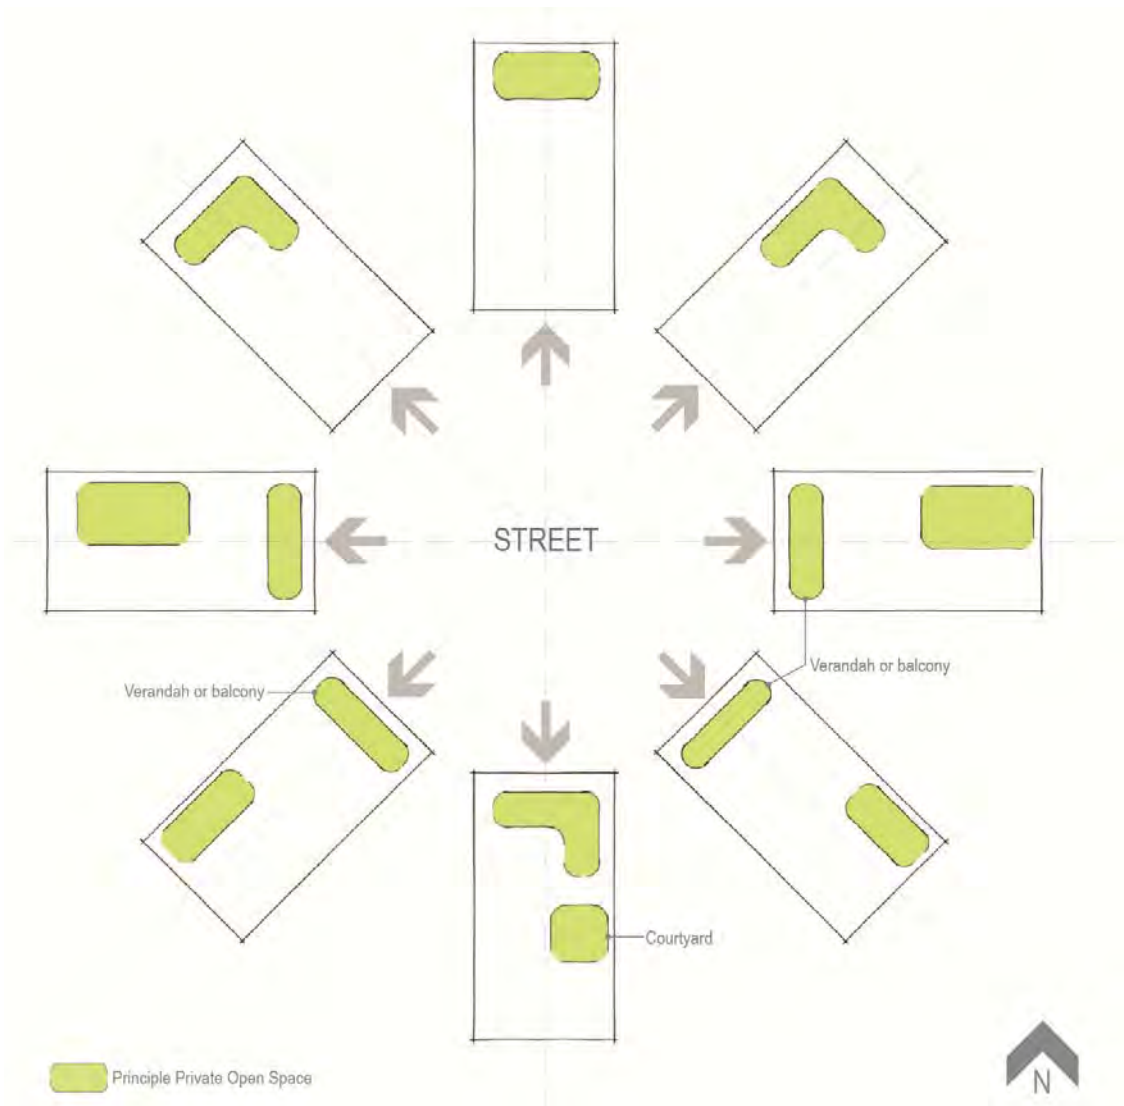 STREET
Verandah or balcony
Verandah or balcony
Courtyard
Principle Private Open Space
N